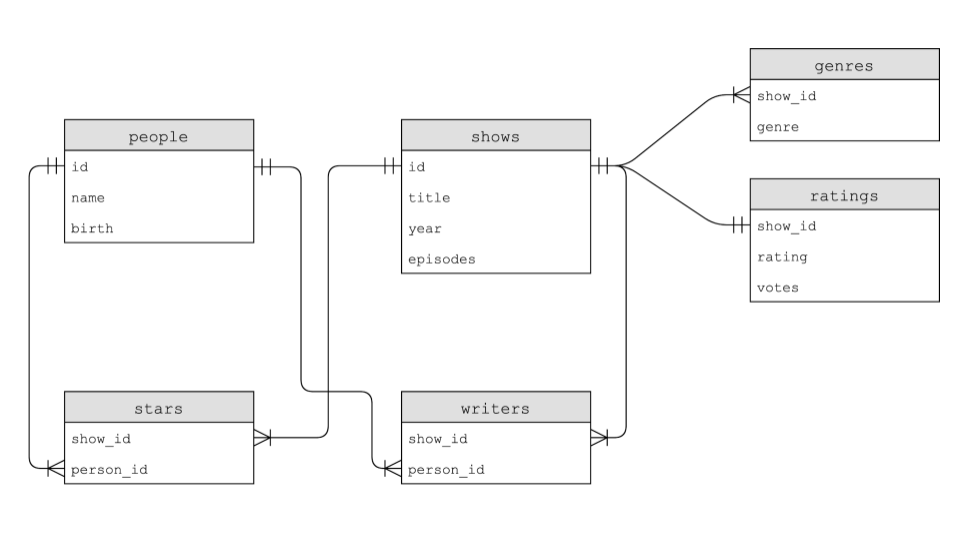 people
id
name
birth
shows
id
title
year
episodes
genres
show_id
genre
ratings
show_id
rating
votes
stars
show_id
person_id
writers
show_id
person_id